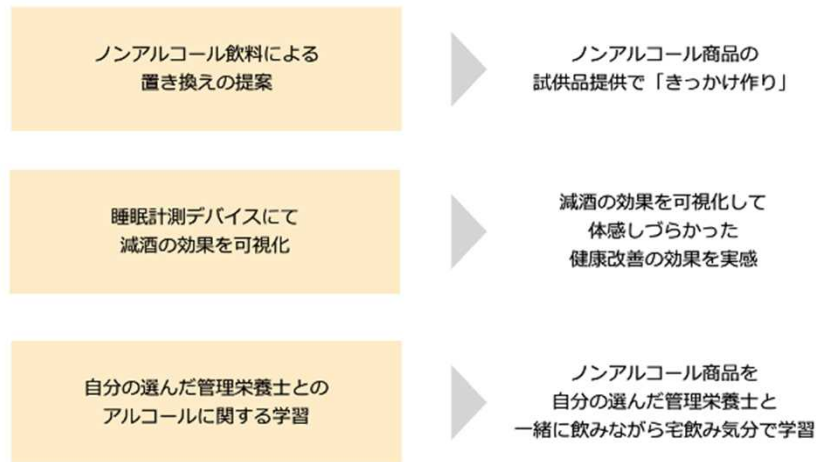 ノンアルコール飲料による
置き換えの提案
ノンアルコール商品の
試供品提供で「きっかけ作り」
睡眠計測デバイスにて
減酒の効果を可視化
減酒の効果を可視化して
体感しづらかった
健康改善の効果を実感
自分の選んだ管理栄養士との
アルコールに関する学習
ノンアルコール商品を
自分の選んだ管理栄養士と
一緒に飲みながら宅飲み気分で学習